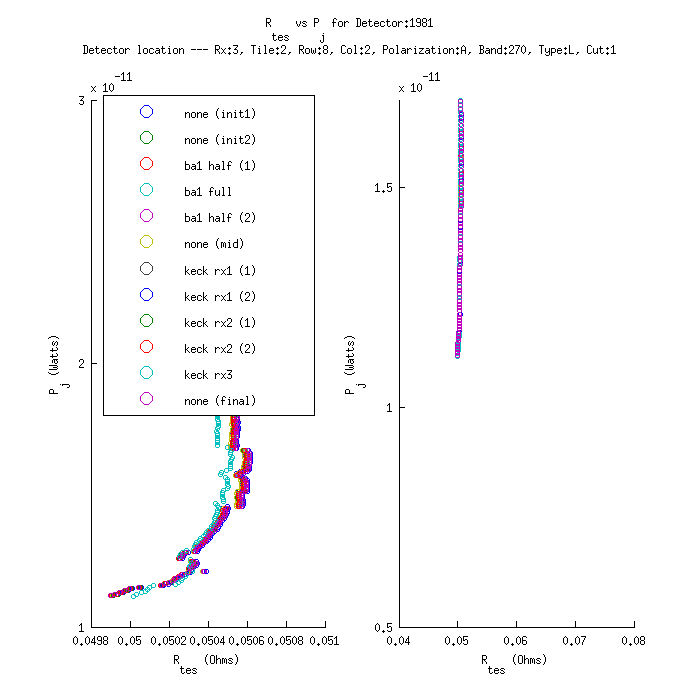 R tes vs P j for Detector:1981
Detector location --- Rx:3, Tile:2, Row:8, Col:2, Polarization:A, Band:270, Type:L, Cut:1
x 10 -11
3
2
1
P j (Watts)
none (init1)
none (init2)
ba1 half (1)
ba1 full
ba1 half (2)
none (mid)
keck rx1 (1)
keck rx1 (2)
keck rx2 (1)
keck rx2 (2)
keck rx3
none (final)
0.0498 0.05 0.0502 0.0504 0.0506 0.0508 0.051
R tes (Ohms)
x 10 -11
1.5
1
0.5
P j (Watts)
0.04 0.05 0.06 0.07 0.08
R tes (Ohms)